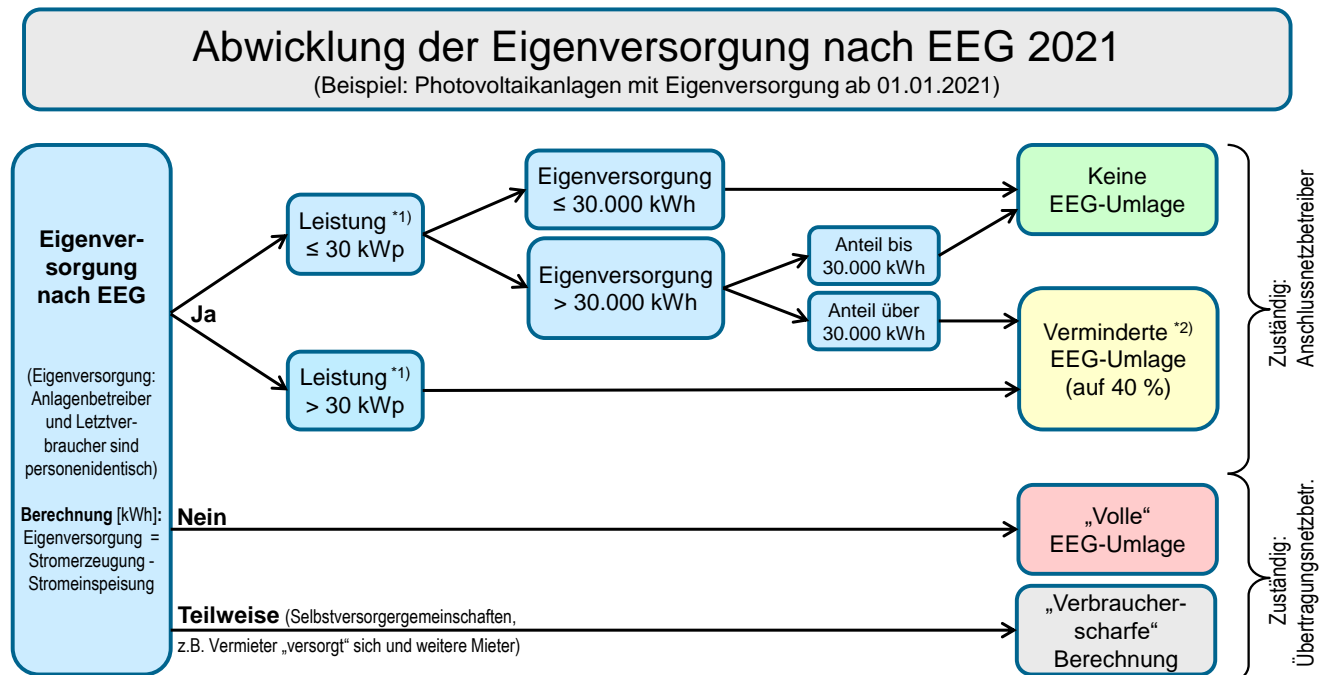 Abwicklung der Eigenversorgung nach EEG 2021
(Beispiel: Photovoltaikanlagen mit Eigenversorgung ab 01.01.2021)
Eigenver-
sorgung
nach EEG
(Eigenversorgung:
Anlagenbetreiber
und Letztver-
braucher sind
personenidentisch)
Berechnung [kWh]:
Eigenversorgung =
Stromerzeugung -
Stromeinspeisung
Ja
Leistung *1)
≤ 30 kWp
Eigenversorgung
≤ 30.000 kWh
Eigenversorgung
> 30.000 kWh
Anteil bis
30.000 kWh
Anteil über
30.000 kWh
Leistung *1)
> 30 kWp
Keine
EEG-Umlage
Verminderte *2)
EEG-Umlage
(auf 40 %)
Zuständig:
Anschlussnetzbetreiber
Nein
„Volle“
EEG-Umlage
Teilweise (Selbstversorgergemeinschaften,
z.B. Vermieter „versorgt“ sich und weitere Mieter)
„Verbraucher-
scharfe“
Berechnung
Zuständig:
Übertragungsnetzbetr.